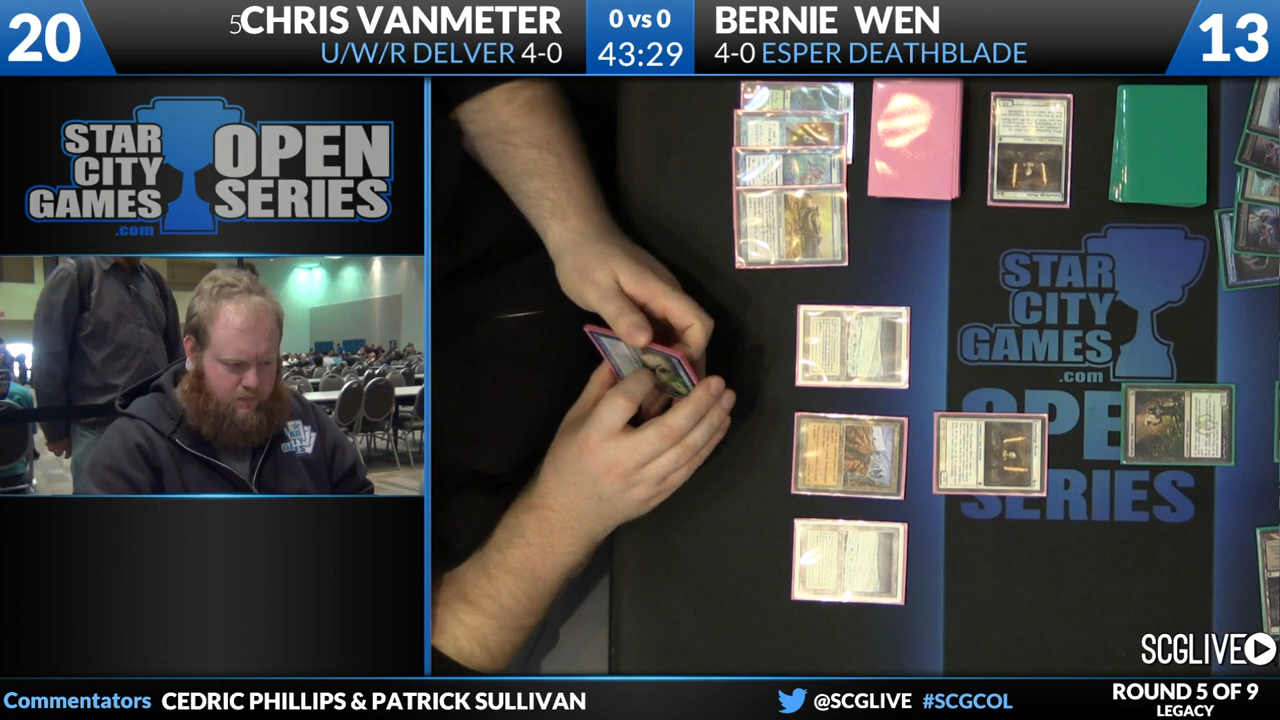 20
5CHRIS VANMETER
U/W/R DELVER 4-0
0 vs 0
43:29
BERNIE WEN
4-0 ESPER DEATHBLADE
13
STAR
CITY
GAMES
.com
OPEN
SERIES
STAR
CITY
GAMES
.com
OPE
SERIES
SCGLIVE
Commentators CEDRIC PHILLIPS & PATRICK SULLIVAN
@SCGLIVE #SCGCOL
ROUND 5 OF 9
LEGACY